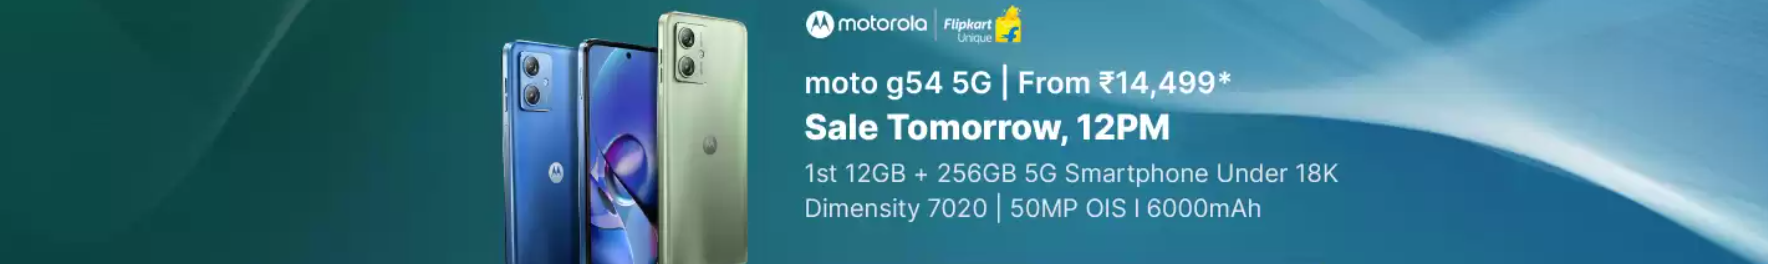 motorola | Flipkart Unique
moto g54 5G | From ₹14,499*
Sale Tomorrow, 12PM
1st 12GB + 256GB 5G Smartphone Under 18K
Dimensity 7020 | 50MP OIS I 6000mAh